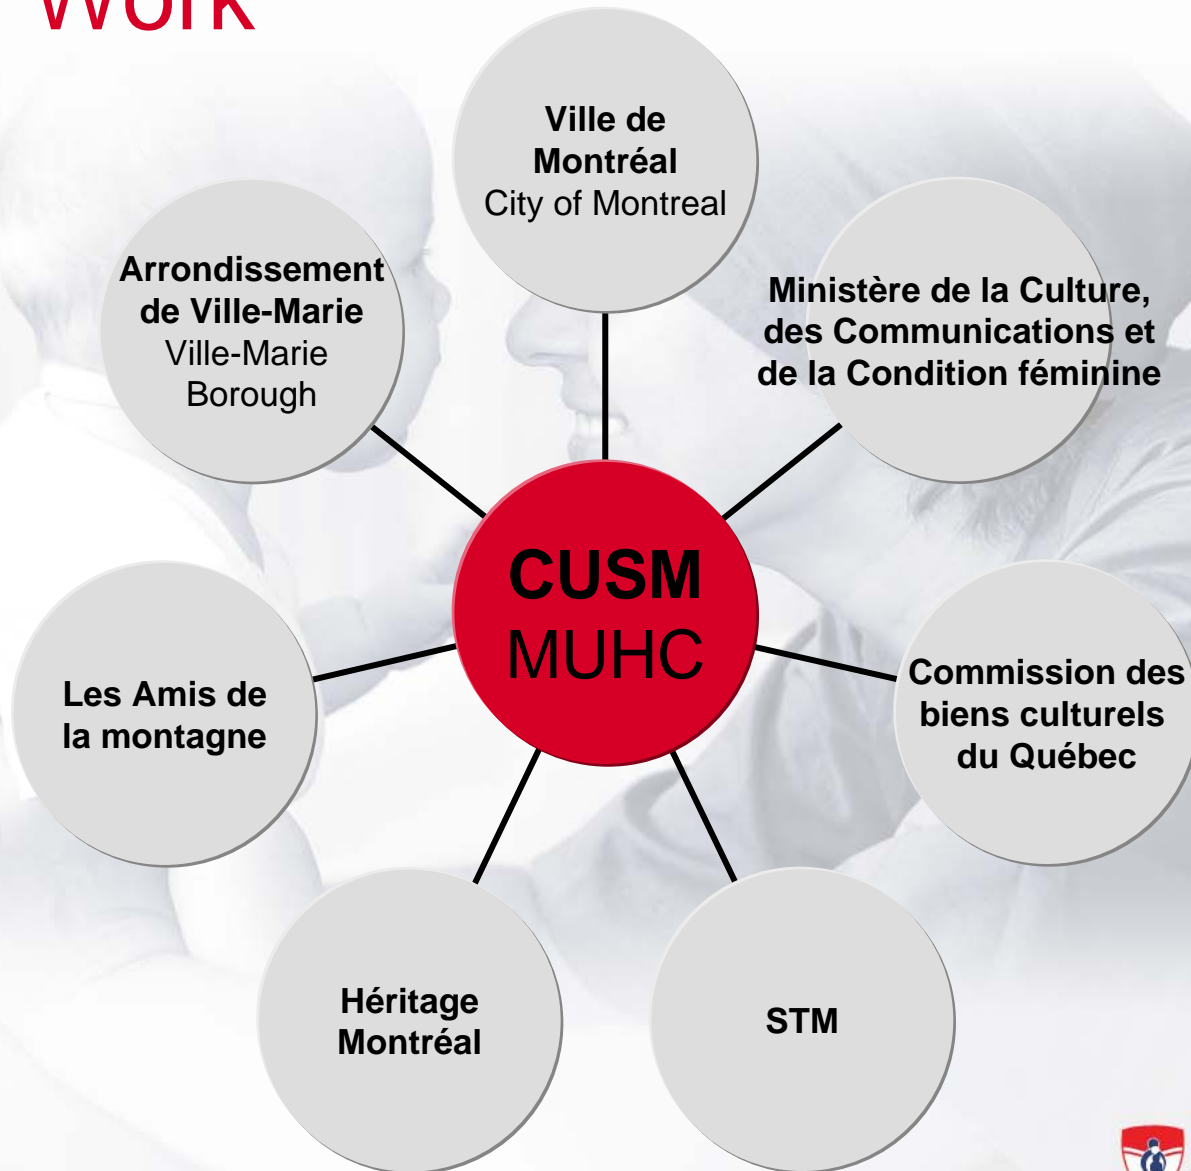 Work
Ville de
Montréal
City of Montreal
Arrondissement
de Ville-Marie
Ville-Marie
Borough
Ministère de la Culture,
des Communications et
de la Condition féminine
CUSM
MUHC
Les Amis de
la montagne
Commission des
biens culturels
du Québec
Héritage
Montréal
STM